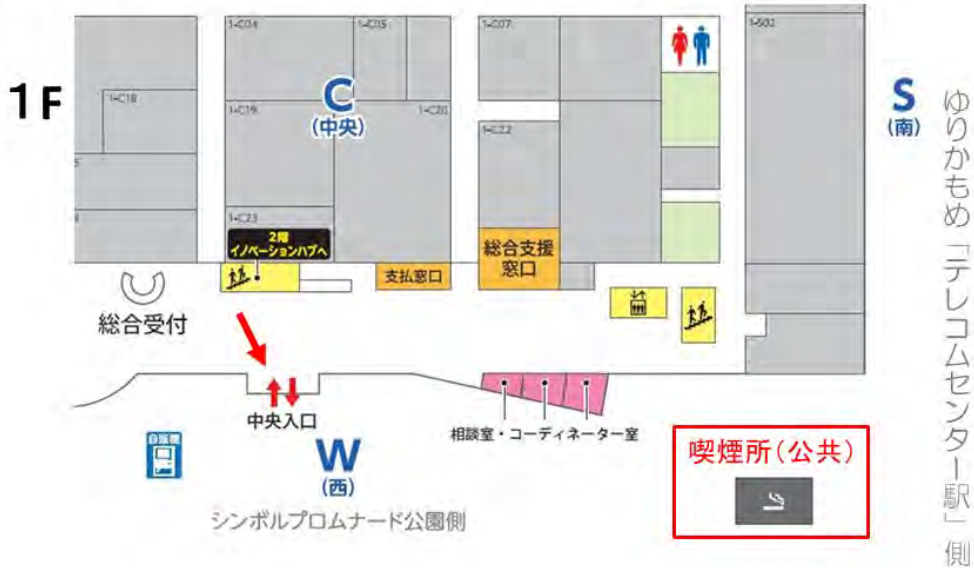 1F
1-C04
1-C05
1-C07
1-S02
C
(中央)
S
(南)
1-C18
1-C19
1-C20
1-C22
1-C23
2階
イノベーションハブへ
総合支援
窓口
支払窓口
総合受付
中央入口
相談室・コーディネーター室
自販機
W
(西)
シンボルプロムナード公園側
喫煙所(公共)
ゆりかもめ「テレコムセンター駅」側